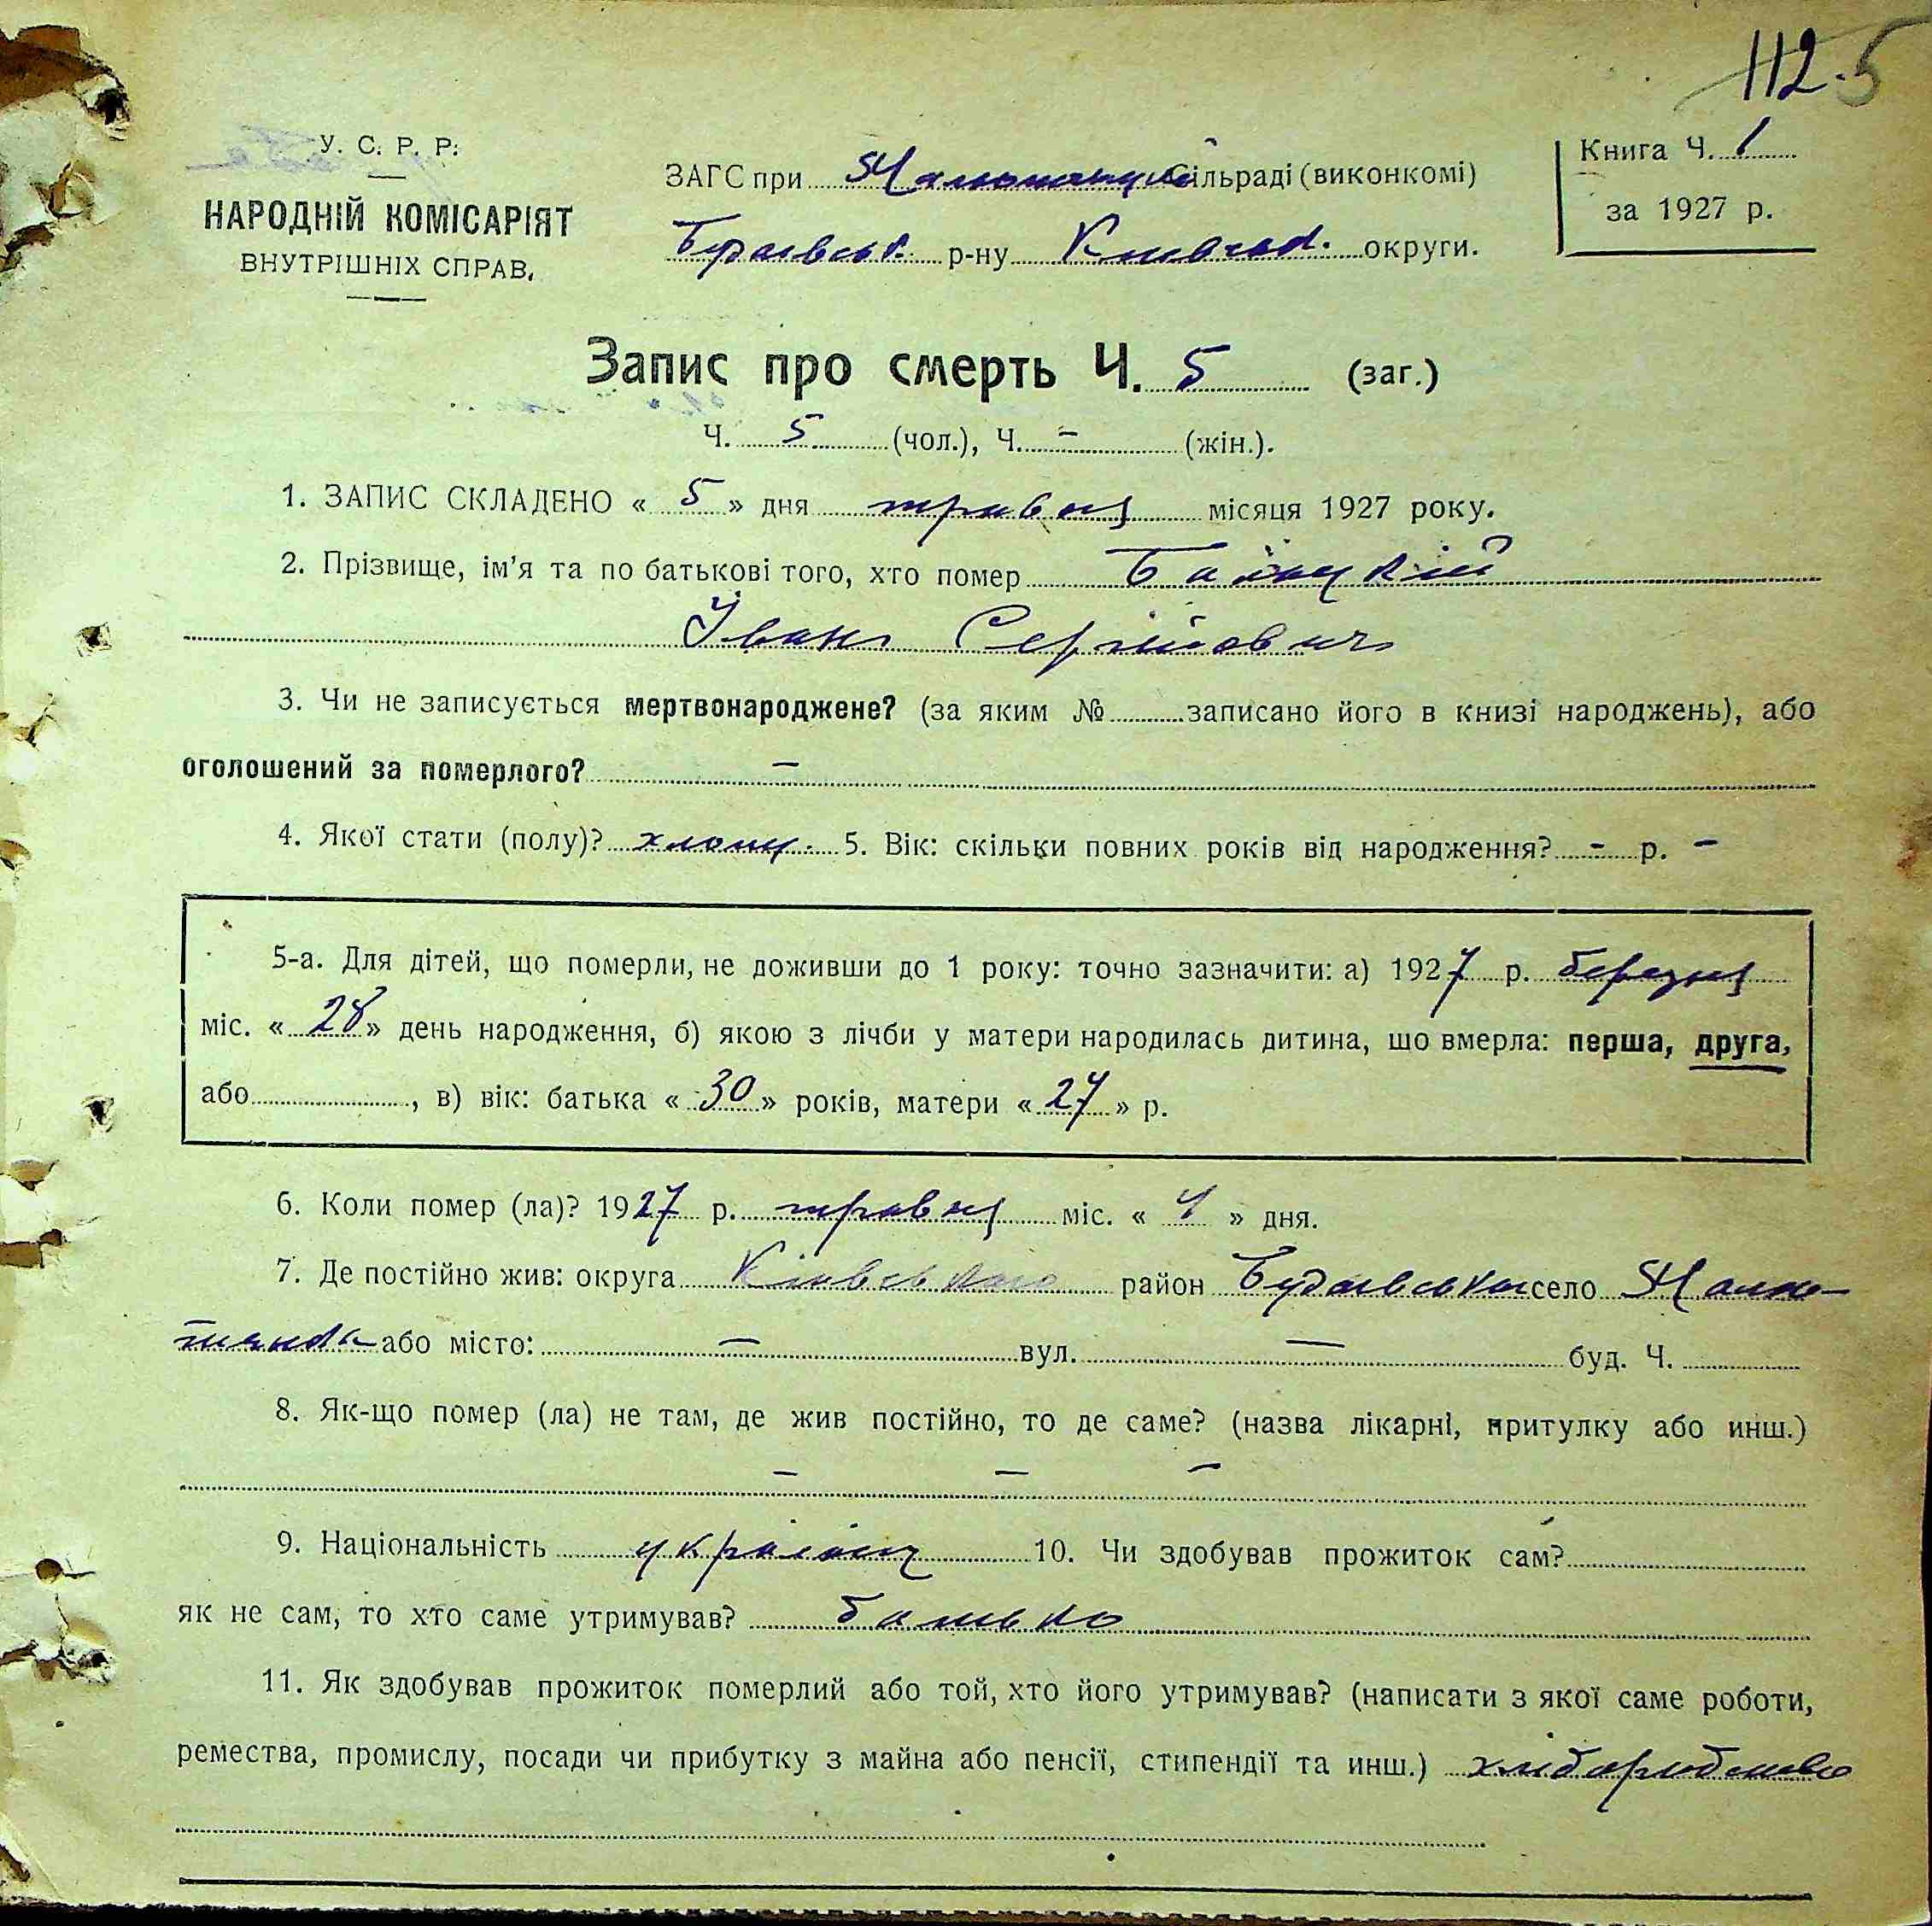 112. 5
У. С. Р. Р.
НАРОДНІЙ КОМІСАРІЯТ
ВНУТРІШНІХ СПРАВ.
ЗАГС при сільраді (виконкомі)
р-ну округи.
Книга Ч. 1
за 1927 р.
Запис про смерть Ч. 5 (заг.)
Ч. 5 (чол.), Ч. - (жін.).
1. ЗАПИС СКЛАДЕНО « 5 » дня травня місяця 1927 року.
2. Прізвище, ім'я та по батькові того, хто помер
Іван Сергійович
3. Чи не записується мертвонароджене? (за яким № записано його в книзі народжень), або
оголошений за померлого? -
4. Якої стати (полу)? хлопц. 5. Вік: скільки повних років від народження? - р. -
5-а. Для дітей, що померли, не доживши до 1 року: точно зазначити: а) 1927 р. березня
міс. « 28 » день народження, б) якою з лічби у матери народилась дитина, що вмерла: перша, друга,
або , в) вік: батька « 30 » років, матери « 27 » р.
6. Коли помер (ла)? 1927 р. травня міс. « 4 » дня.
7. Де постійно жив: округа район село
або місто: — вул. — буд. Ч.
8. Як-що помер (ла) не там, де жив постійно, то де саме? (назва лікарні, притулку або инш.)
— — —
9. Національність україінц 10. Чи здобував прожиток сам?
як не сам, то хто саме утримував? батько
11. Як здобував прожиток померлий або той, хто його утримував? (написати з якої саме роботи,
ремества, промислу, посади чи прибутку з майна або пенсії, стипендії та инш.) хліборобство